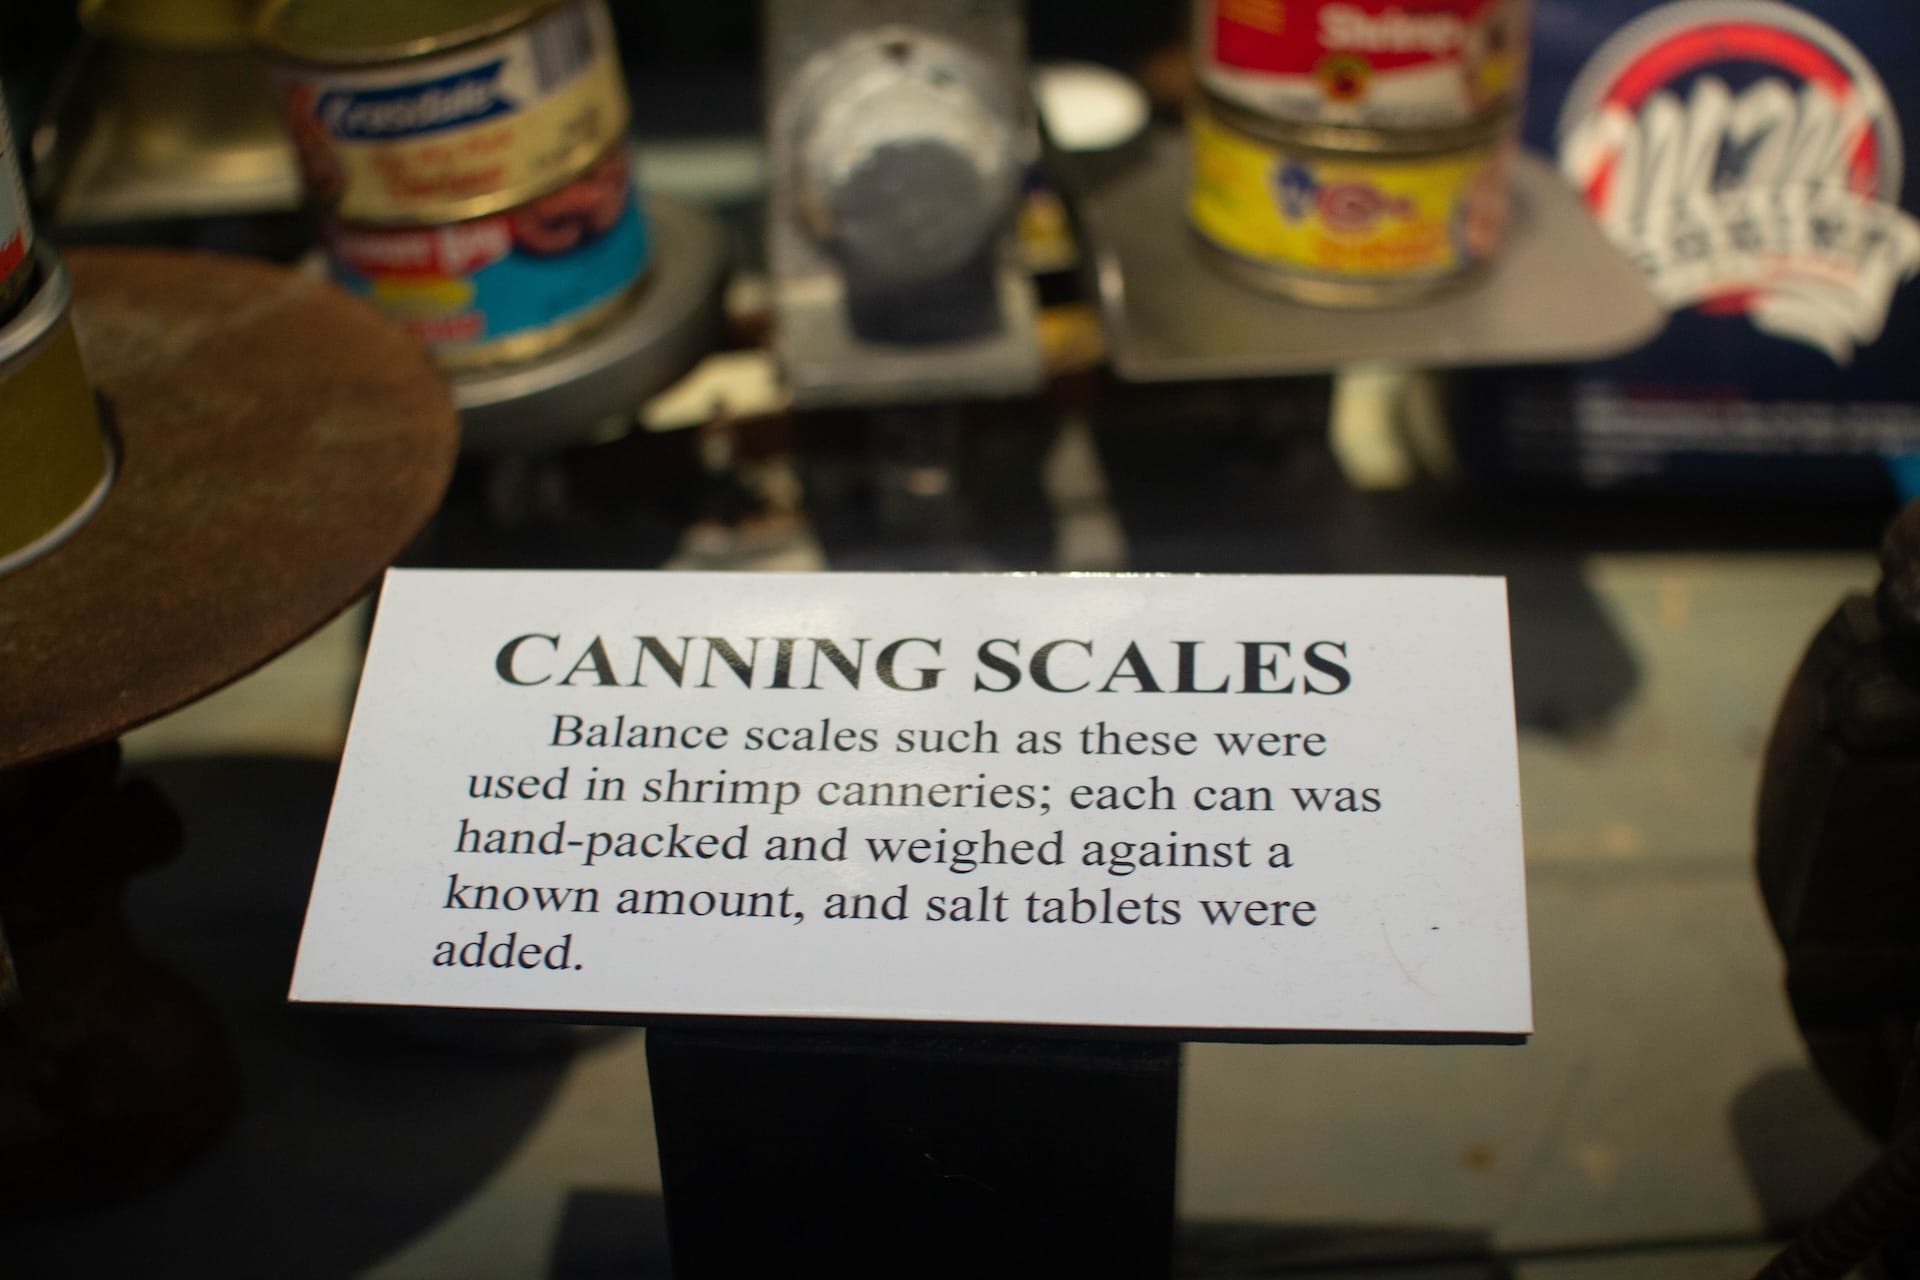 Shrimp
CANNING SCALES
Balance scales such as these were
used in shrimp canneries; each can was
hand-packed and weighed against a
known amount, and salt tablets were
added.